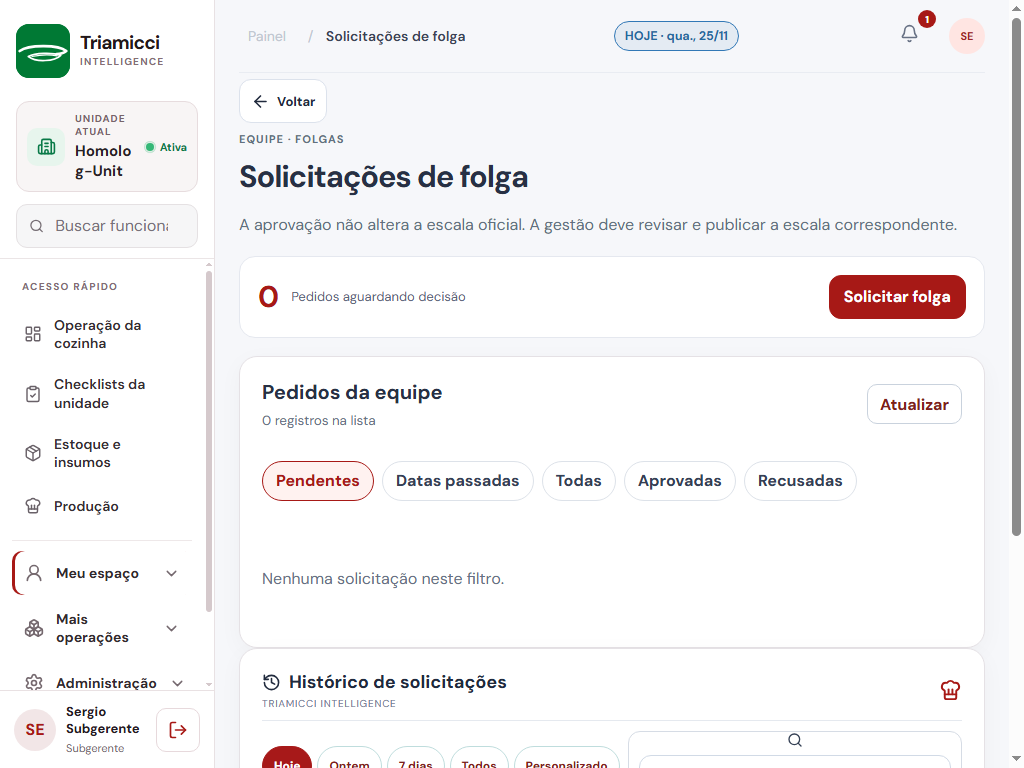 Triamicci
INTELLIGENCE
UNIDADE
ATUAL
Homolo
g-Unit
Ativa
Buscar funciona
ACESSO RÁPIDO
Operação da
cozinha
Checklists da
unidade
Estoque e
insumos
Produção
Meu espaço
Mais
operações
Administração
SE
Sergio
Subgerente
Subgerente
Painel / Solicitações de folga
HOJE · qua., 25/11
1
SE
Voltar
EQUIPE · FOLGAS
Solicitações de folga
A aprovação não altera a escala oficial. A gestão deve revisar e publicar a escala correspondente.
0 Pedidos aguardando decisão
Solicitar folga
Pedidos da equipe
0 registros na lista
Atualizar
Pendentes Datas passadas Todas Aprovadas Recusadas
Nenhuma solicitação neste filtro.
Histórico de solicitações
TRIAMICCI INTELLIGENCE
Hoje Ontem 7 dias Todos Personalizado